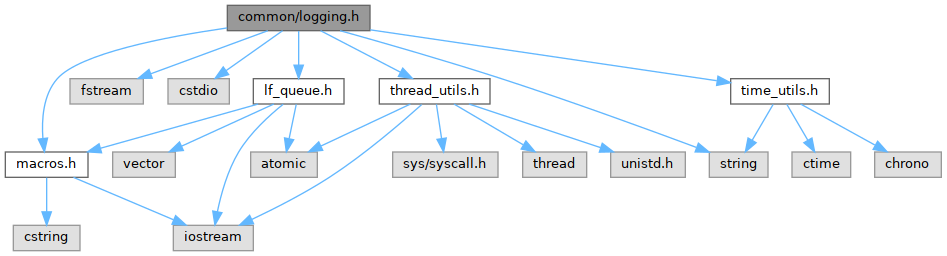 common/logging.h
fstream
cstdio
lf_queue.h
thread_utils.h
time_utils.h
macros.h
vector
atomic
sys/syscall.h
thread
unistd.h
string
ctime
chrono
cstring
iostream